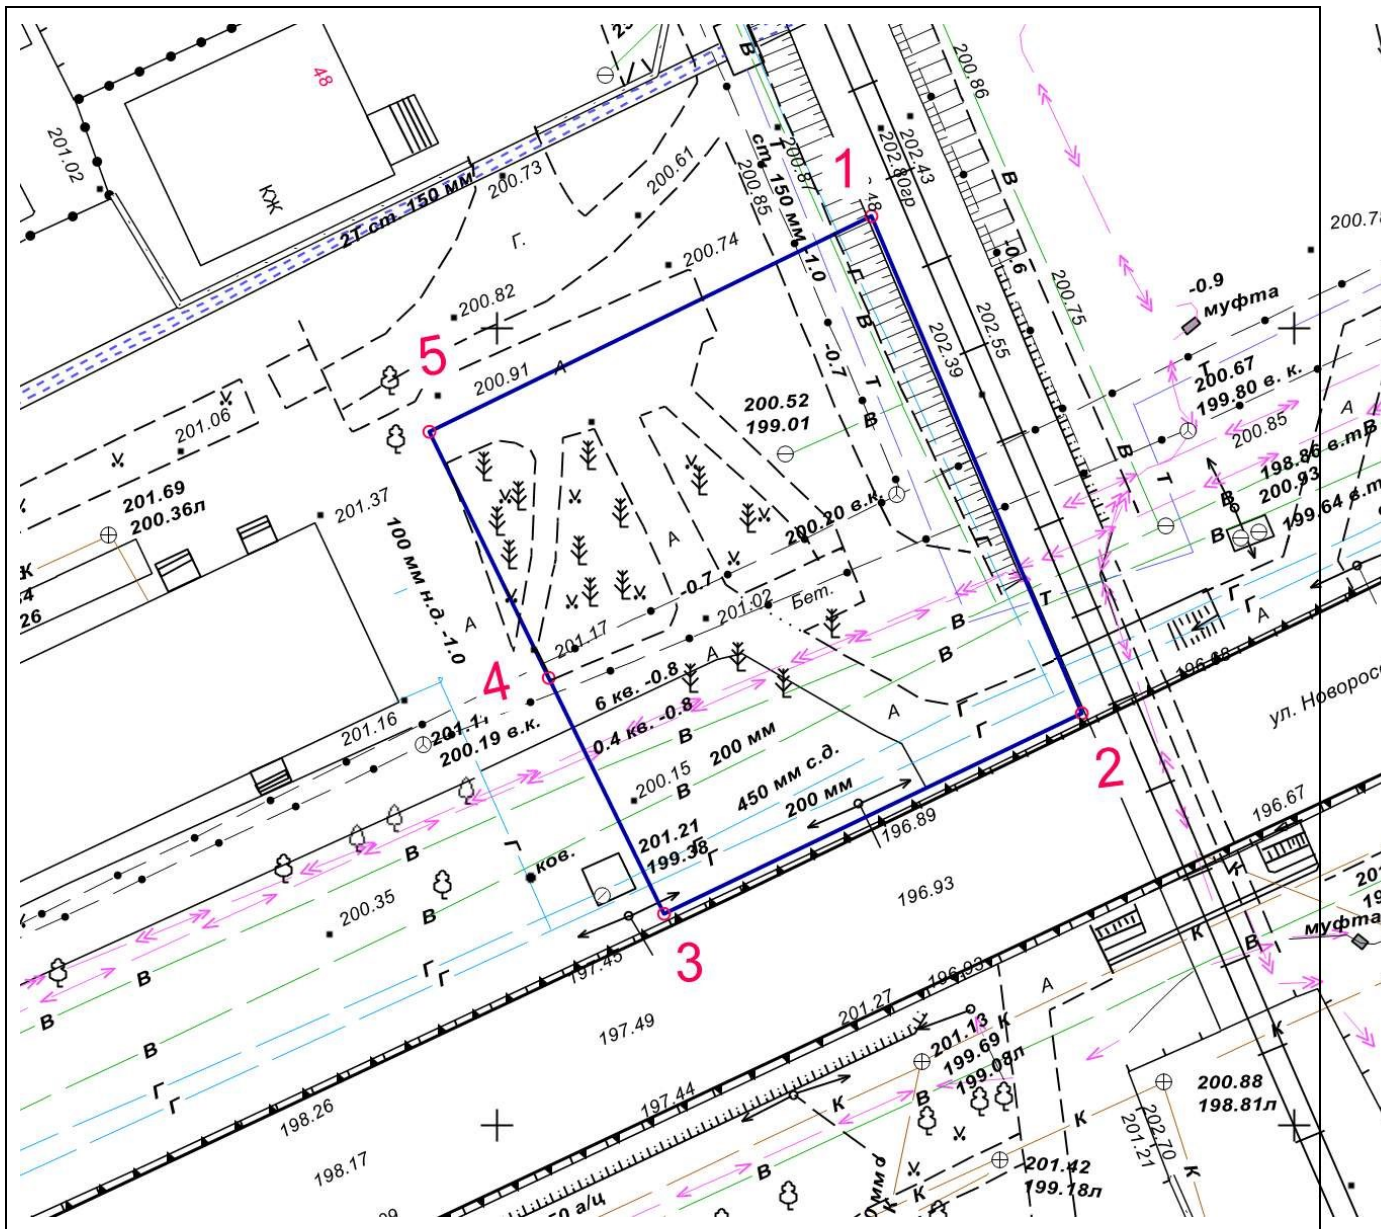 48
201.02
КЖ
2Т ст. 150 мм
200.73
200.61
Г.
200.74
200.82
В
200.86
ст. 150 мм -1.0
Т
200.87
200.85
1
202.80гр
202.43
В
-0.6
200.75
200.78
-0.9
муфта
5
200.91
А
Г
В
-0.7
202.39
202.55
Т
200.67
199.80 в. к.
А
200.85
В
201.06
200.52
199.01
Т
В
В
Т
198.86 в.т
В
200.93
199.64 в.т
В
201.69
200.36л
201.37
К
26
100 мм н.д. -1.0
А
А
200.20 в.к.
Г
-0.7
201.02
Бет.
201.17
А
В
В
Т
Г
Г
А
4
6 кв. -0.8
0.4 кв. -0.8
В
200 мм
В
450 мм с.д.
200 мм
А
Г
Г
196.68
ул. Новорос
2
201.16
200.19 в.к.
200.15
201.21
199.38
Г
Г
Г
ков.
196.89
196.67
196.93
В
200.35
В
3
197.45
Г
Г
В
В
В
К
К
В
муфта
197.49
201.27
196.93
А
К
201.13
199.69
199.08л
К
Г
Г
198.26
197.44
К
В
К
200.88
198.81л
202.70
201.21
К
198.17
В
201.42
199.18л
К
50 а/ц